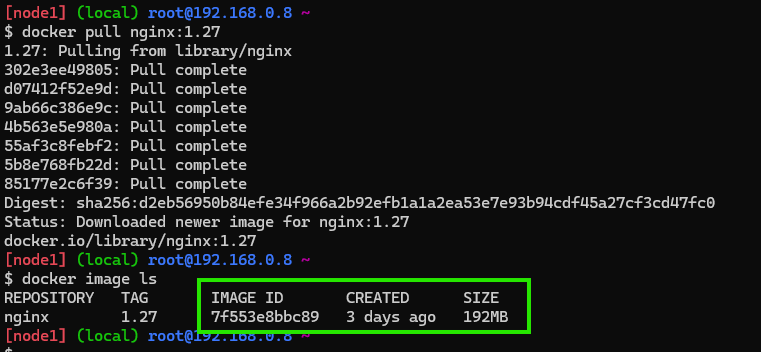 [node1] (local) root@192.168.0.8 ~
$ docker pull nginx:1.27
1.27: Pulling from library/nginx
302e3ee49805: Pull complete
d07412f52e9d: Pull complete
9ab66c386e9c: Pull complete
4b563e5e980a: Pull complete
55af3c8febf2: Pull complete
5b8e768fb22d: Pull complete
85177e2c6f39: Pull complete
Digest: sha256:d2eb56950b84efe34f966a2b92efb1a1a2ea53e7e93b94cdf45a27cf3cd47fc0
Status: Downloaded newer image for nginx:1.27
docker.io/library/nginx:1.27
[node1] (local) root@192.168.0.8 ~
$ docker image ls
REPOSITORY   TAG       IMAGE ID       CREATED      SIZE
nginx        1.27      7f553e8bbc89   3 days ago   192MB
[node1] (local) root@192.168.0.8 ~
$